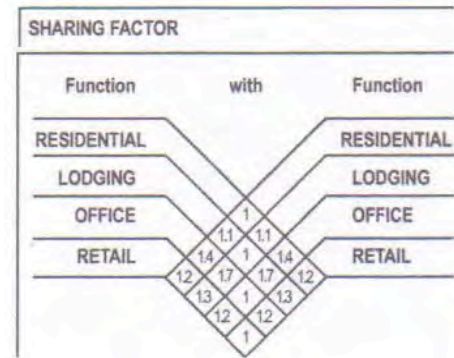 SHARING FACTOR
Function with Function
RESIDENTIAL RESIDENTIAL
LODGING LODGING
OFFICE OFFICE
RETAIL RETAIL
1
1.1 1.1
1.4 1 1.4
1.2 1.7 1.7 1.2
1.3 1 1.3
1.2 1.2
1